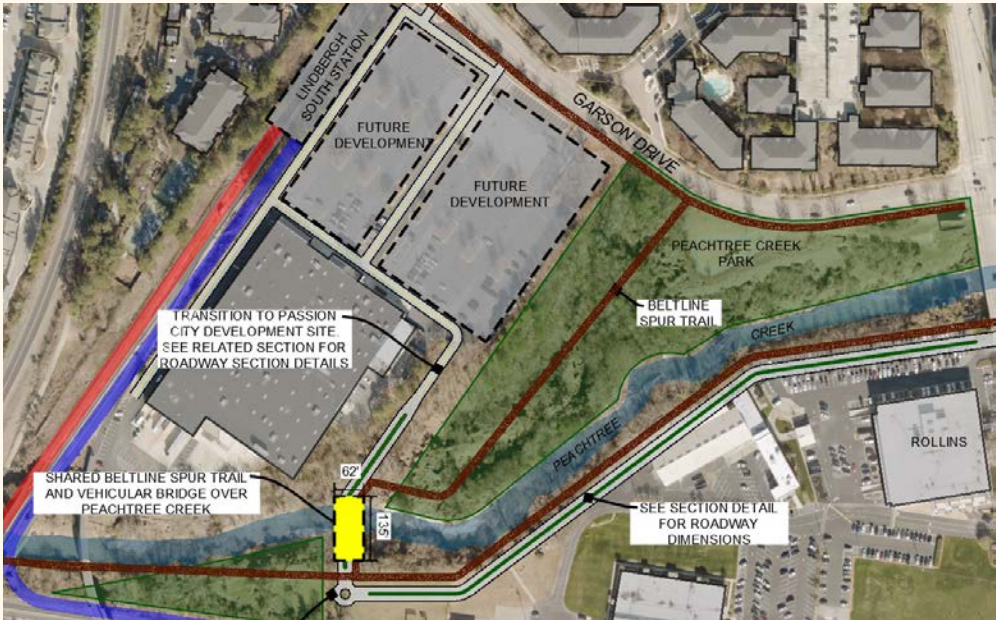 LINDBERGH
SOUTH STATION
FUTURE
DEVELOPMENT
FUTURE
DEVELOPMENT
GARSON DRIVE
PEACHTREE CREEK
PARK
BELTLINE
SPUR TRAIL
TRANSITION TO PASSION
CITY DEVELOPMENT SITE.
SEE RELATED SECTION FOR
ROADWAY SECTION DETAILS
CREEK
PEACHTREE
ROLLINS
SHARED BELTLINE SPUR TRAIL
AND VEHICULAR BRIDGE OVER
PEACHTREE CREEK
62'
135'
SEE SECTION DETAIL
FOR ROADWAY
DIMENSIONS